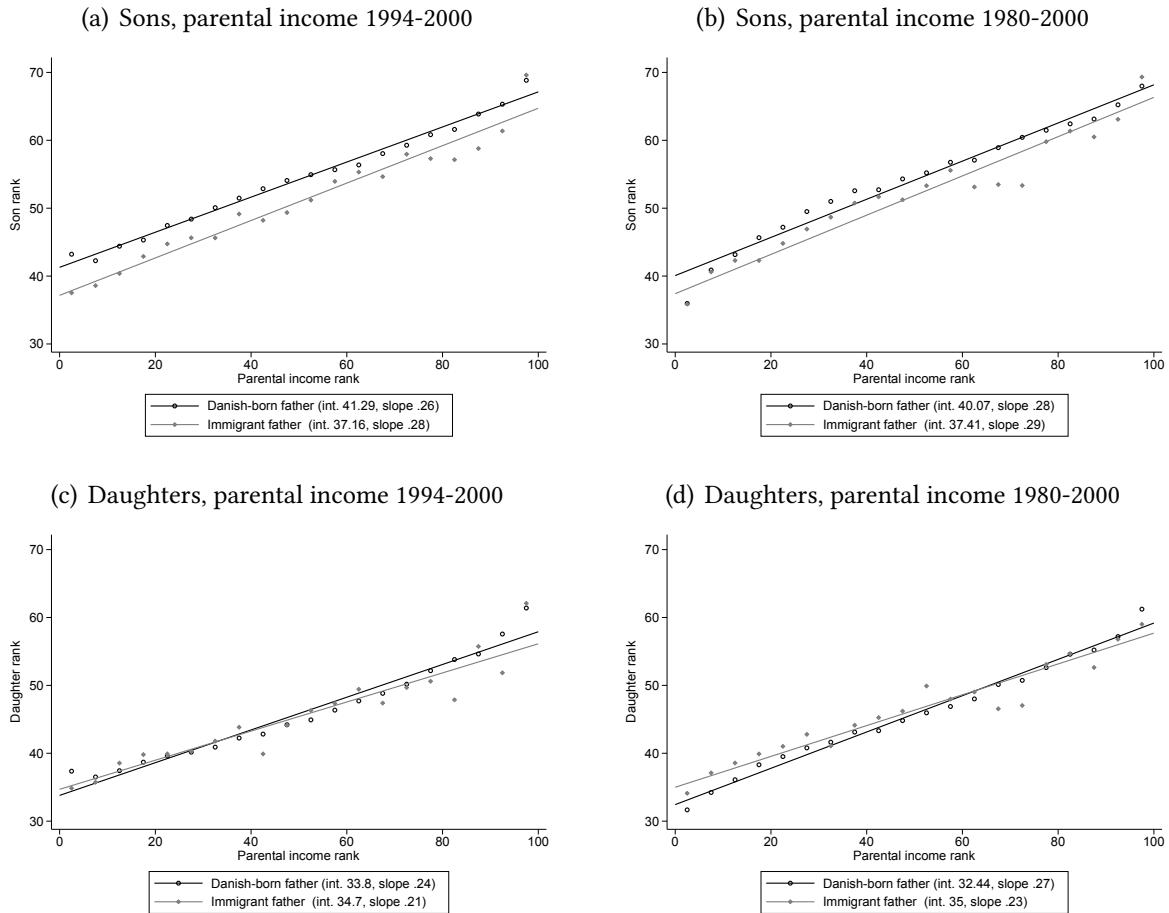 (a) Sons, parental income 1994-2000
70
60
50
40
30
Son rank
0 20 40 60 80 100
Parental income rank
Danish-born father (int. 41.29, slope .26)
Immigrant father (int. 37.16, slope .28)
(b) Sons, parental income 1980-2000
70
60
50
40
30
Son rank
0 20 40 60 80 100
Parental income rank
Danish-born father (int. 40.07, slope .28)
Immigrant father (int. 37.41, slope .29)
(c) Daughters, parental income 1994-2000
70
60
50
40
30
Daughter rank
0 20 40 60 80 100
Parental income rank
Danish-born father (int. 33.8, slope .24)
Immigrant father (int. 34.7, slope .21)
(d) Daughters, parental income 1980-2000
70
60
50
40
30
Daughter rank
0 20 40 60 80 100
Parental income rank
Danish-born father (int. 32.44, slope .27)
Immigrant father (int. 35, slope .23)